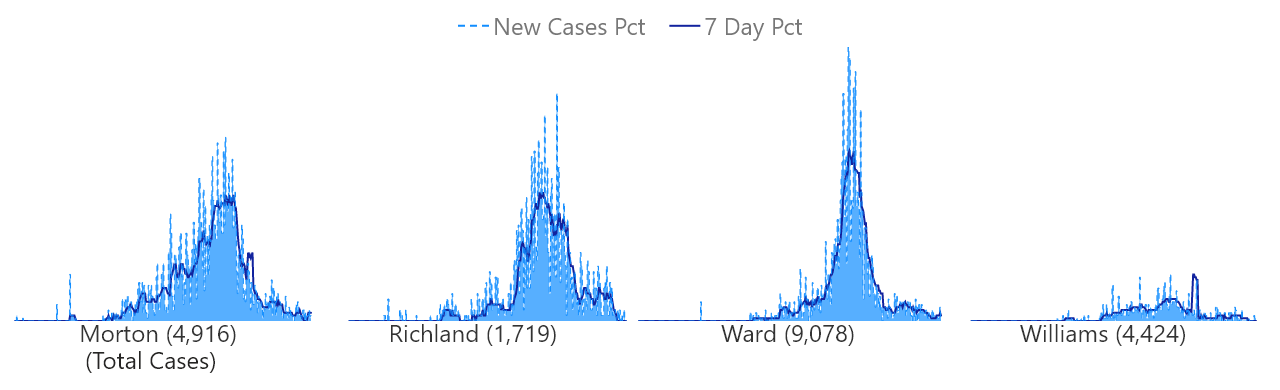 New Cases Pct 7 Day Pct
Morton (4,916) Richland (1,719) Ward (9,078) Williams (4,424)
(Total Cases)